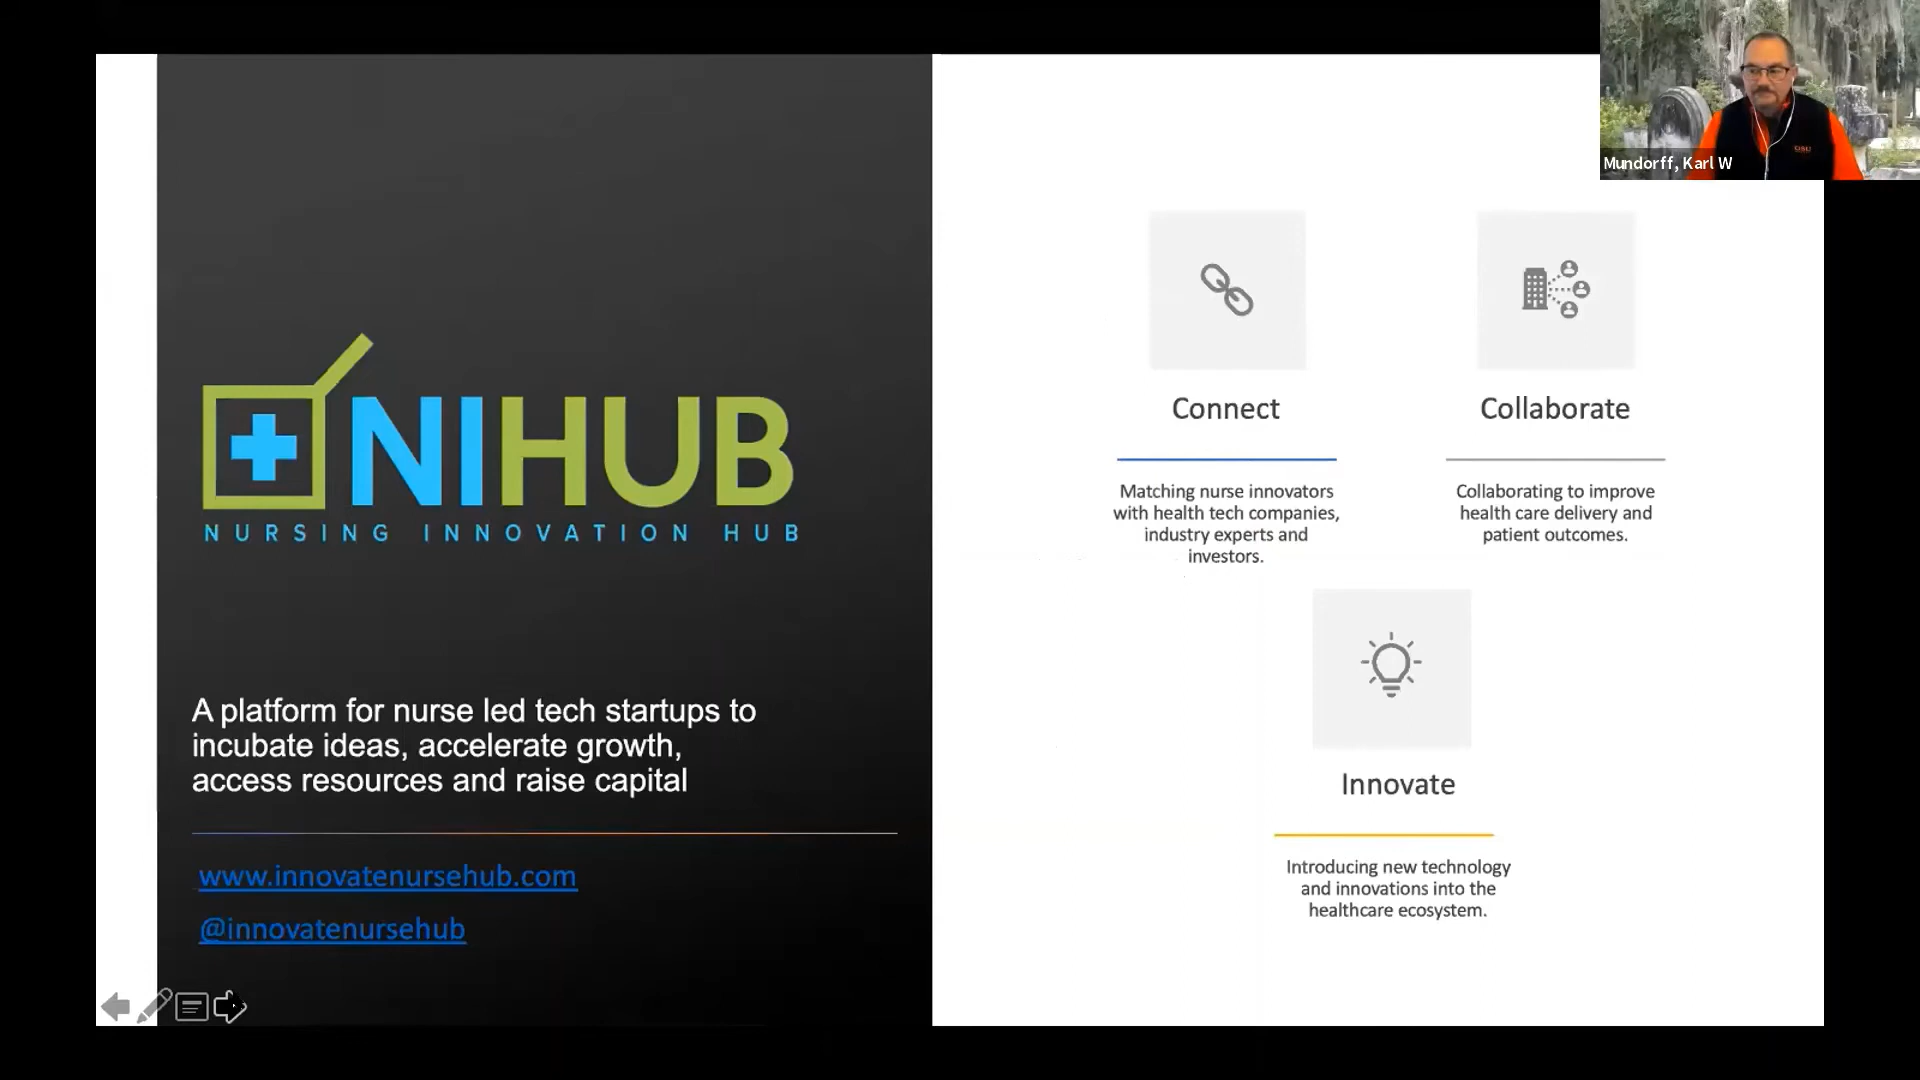 Mundorff, Karl W
OSU
NIHUB
NURSING INNOVATION HUB
A platform for nurse led tech startups to
incubate ideas, accelerate growth,
access resources and raise capital
www.innovatenursehub.com
@innovatenursehub
Connect
Matching nurse innovators
with health tech companies,
industry experts and
investors.
Collaborate
Collaborating to improve
health care delivery and
patient outcomes.
Innovate
Introducing new technology
and innovations into the
healthcare ecosystem.